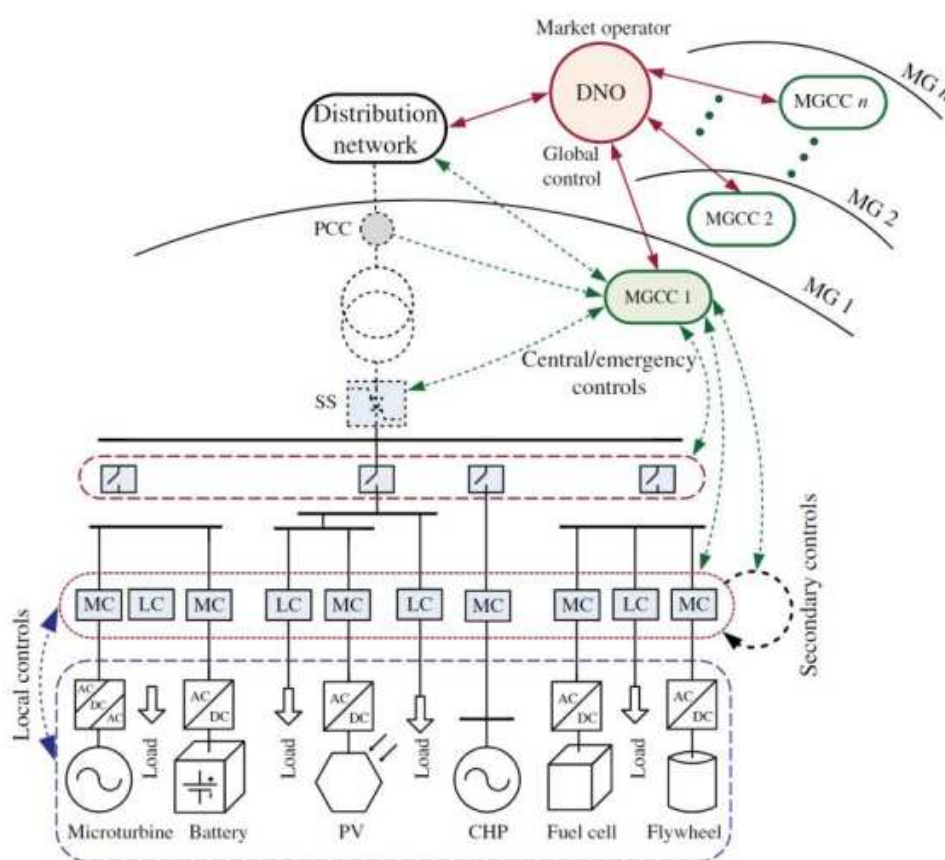 Market operator
DNO
MG
MGCC n
Distribution
network
Global
control
MG 2
MGCC 2
PCC
MG 1
MGCC 1
Central/emergency
controls
SS
Secondary controls
MC
LC
MC
LC
MC
LC
MC
MC
LC
MC
Local controls
AC
DC
AC
Load
AC
DC
Load
AC
DC
Load
AC
DC
Load
AC
DC
Microturbine
Battery
PV
CHP
Fuel cell
Flywheel